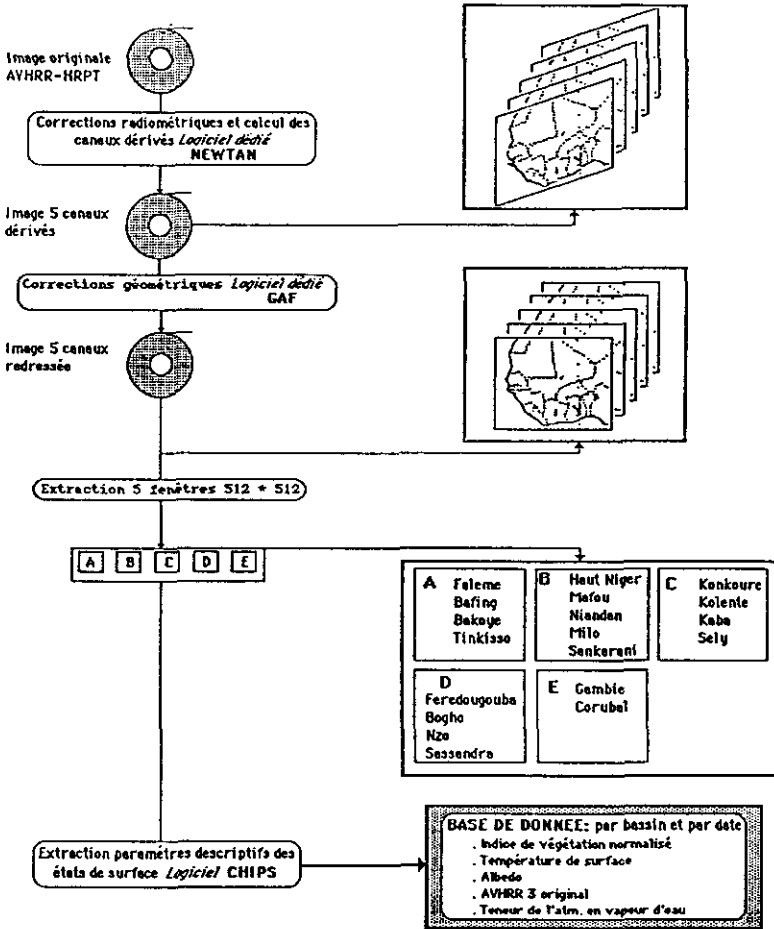 Image originale
AVHRR-HRPT
Corrections radiométriques et calcul des
canaux dérivés Logiciel dédié
NEWTAN
Image 5 canaux
dérivés
Corrections géométriques Logiciel dédié
GAF
Image 5 canaux
redressée
Extraction 5 fenêtres 512 * 512
A B C D E
A Faleme
Bafing
Bakoye
Tinkisso
B Haut Niger
Mafou
Niandan
Milo
Sankarani
C Konkoure
Kolente
Kaba
Sely
D
Feredougouba
Bogho
Nzo
Sassandra
E Gambie
Corubal
Extraction paramètres descriptifs des
états de surface Logiciel CHIPS
BASE DE DONNEE: par bassin et par date
. Indice de végétation normalisé
. Température de surface
. Albedo
. AVHRR 3 original
. Teneur de l'atm. en vapeur d'eau